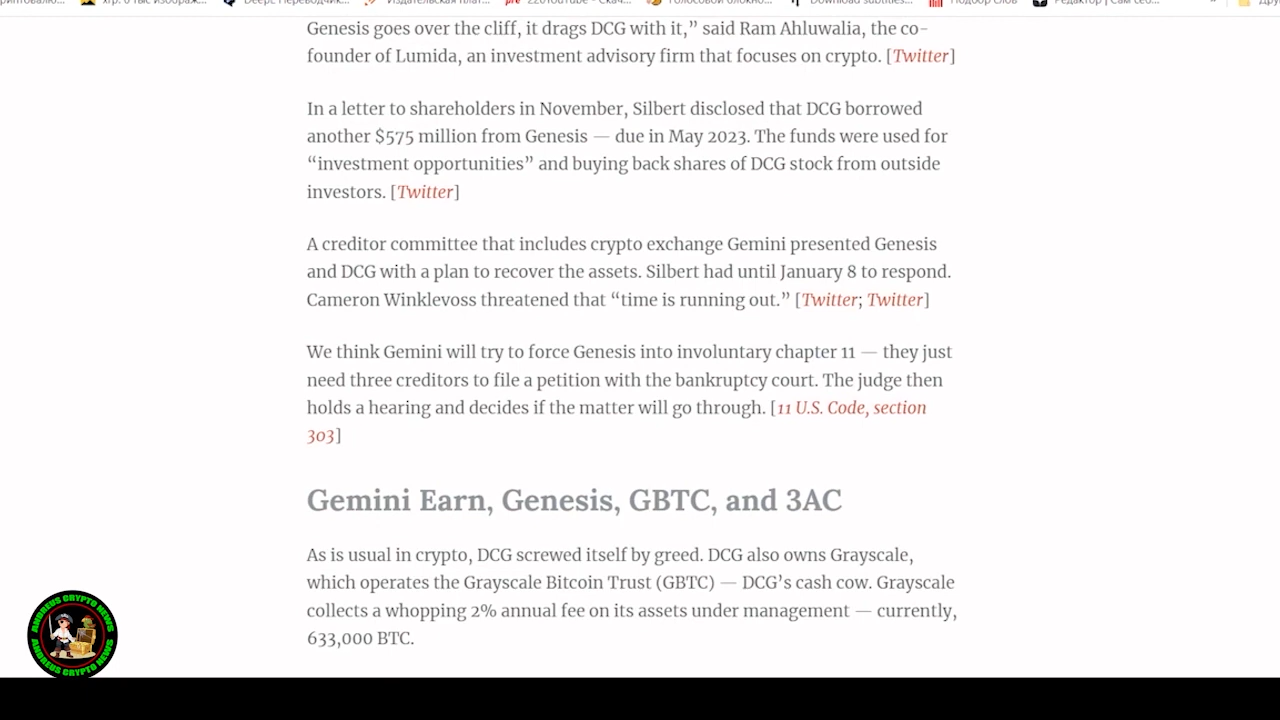 Genesis goes over the cliff, it drags DCG with it,” said Ram Ahluwalia, the co-
founder of Lumida, an investment advisory firm that focuses on crypto. [Twitter]
In a letter to shareholders in November, Silbert disclosed that DCG borrowed
another $575 million from Genesis — due in May 2023. The funds were used for
“investment opportunities” and buying back shares of DCG stock from outside
investors. [Twitter]
A creditor committee that includes crypto exchange Gemini presented Genesis
and DCG with a plan to recover the assets. Silbert had until January 8 to respond.
Cameron Winklevoss threatened that “time is running out.” [Twitter; Twitter]
We think Gemini will try to force Genesis into involuntary chapter 11 — they just
need three creditors to file a petition with the bankruptcy court. The judge then
holds a hearing and decides if the matter will go through. [11 U.S. Code, section
303]
Gemini Earn, Genesis, GBTC, and 3AC
As is usual in crypto, DCG screwed itself by greed. DCG also owns Grayscale,
which operates the Grayscale Bitcoin Trust (GBTC) — DCG’s cash cow. Grayscale
collects a whopping 2% annual fee on its assets under management — currently,
633,000 BTC.
ANDREUS CRYPTO NEWS
ANDREUS CRYPTO NEWS